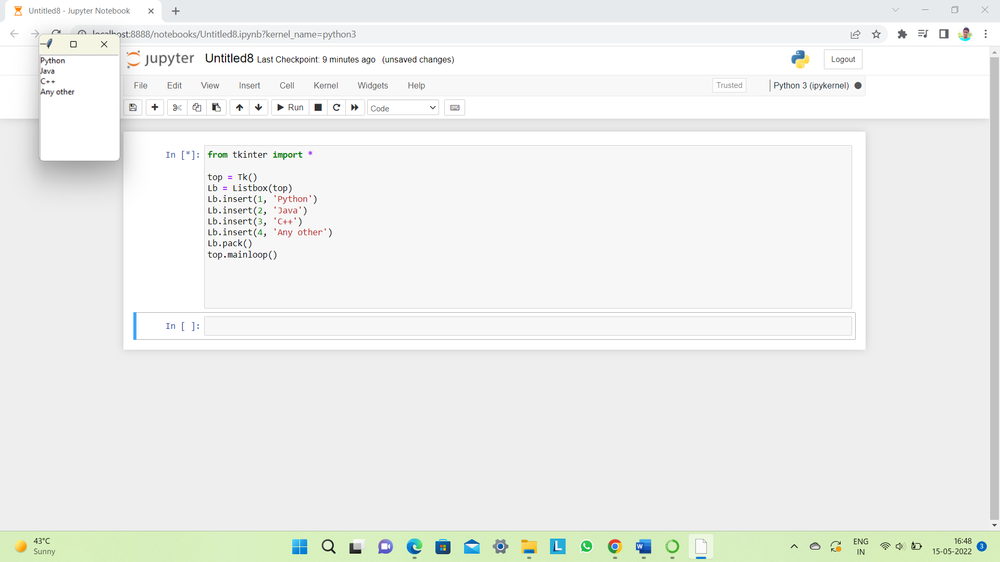 Untitled8 - Jupyter Notebook
localhost:8888/notebooks/Untitled8.ipynb?kernel_name=python3
Python
Java
C++
Any other
jupyter Untitled8 Last Checkpoint: 9 minutes ago (unsaved changes)
Logout
File Edit View Insert Cell Kernel Widgets Help
Trusted
Python 3 (ipykernel)
Run
Code
In [*]:
from tkinter import *
top = Tk()
Lb = Listbox(top)
Lb.insert(1, 'Python')
Lb.insert(2, 'Java')
Lb.insert(3, 'C++')
Lb.insert(4, 'Any other')
Lb.pack()
top.mainloop()
In [ ]:
43°C
Sunny
L
W
ENG
IN
16:48
15-05-2022
3